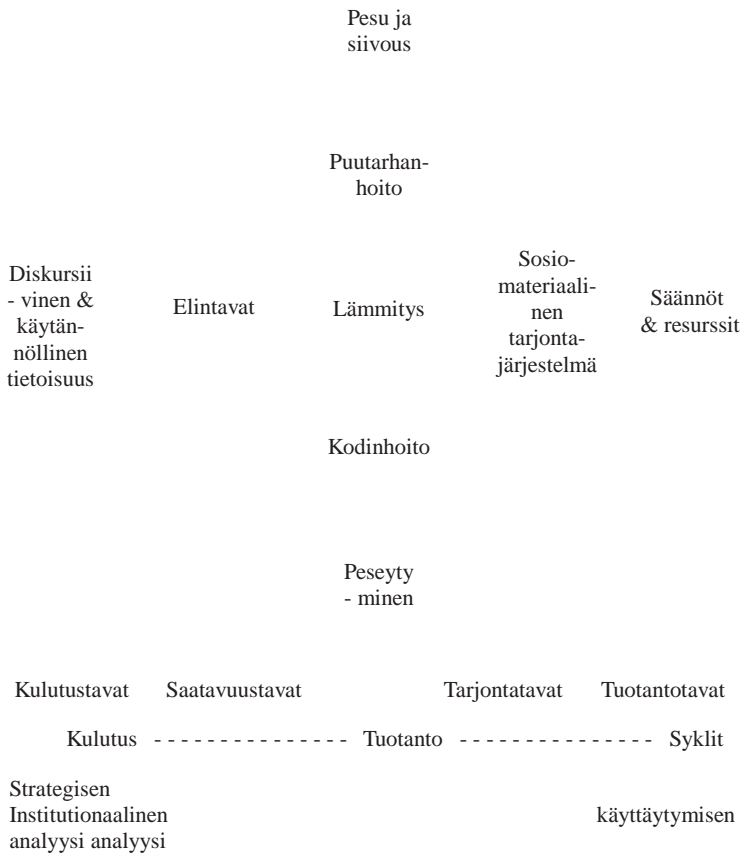 Pesu ja
siivous
Puutarhan-
hoito
Diskursii
- vinen &
käytän-
nöllinen
tietoisuus
Elintavat
Lämmitys
Sosio-
materiaali-
nen
tarjonta-
järjestelmä
Säännöt
& resurssit
Kodinhoito
Peseyty
- minen
Kulutustavat Saatavuustavat Tarjontatavat Tuotantotavat
Kulutus - - - - - - - - - - - - - - - Tuotanto - - - - - - - - - - - - - - - Syklit
Strategisen
Institutionaalinen käyttäytymisen
analyysi analyysi